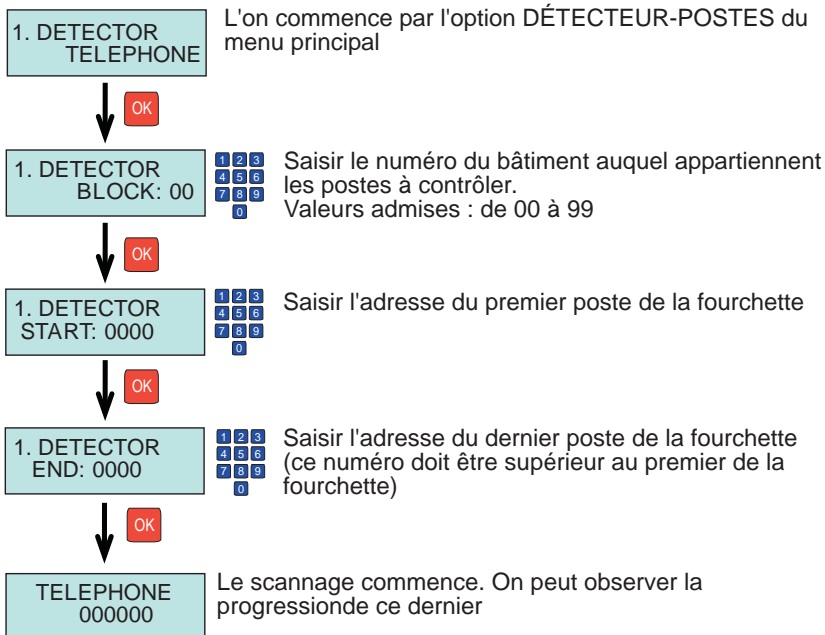 1. DETECTOR
TELEPHONE
L'on commence par l'option DÉTECTEUR-POSTES du
menu principal
OK
1. DETECTOR
BLOCK: 00
1 2 3
4 5 6
7 8 9
0
Saisir le numéro du bâtiment auquel appartiennent
les postes à contrôler.
Valeurs admises : de 00 à 99
OK
1. DETECTOR
START: 0000
1 2 3
4 5 6
7 8 9
0
Saisir l'adresse du premier poste de la fourchette
OK
1. DETECTOR
END: 0000
1 2 3
4 5 6
7 8 9
0
Saisir l'adresse du dernier poste de la fourchette
(ce numéro doit être supérieur au premier de la
fourchette)
OK
TELEPHONE
000000
Le scannage commence. On peut observer la
progressionde ce dernier